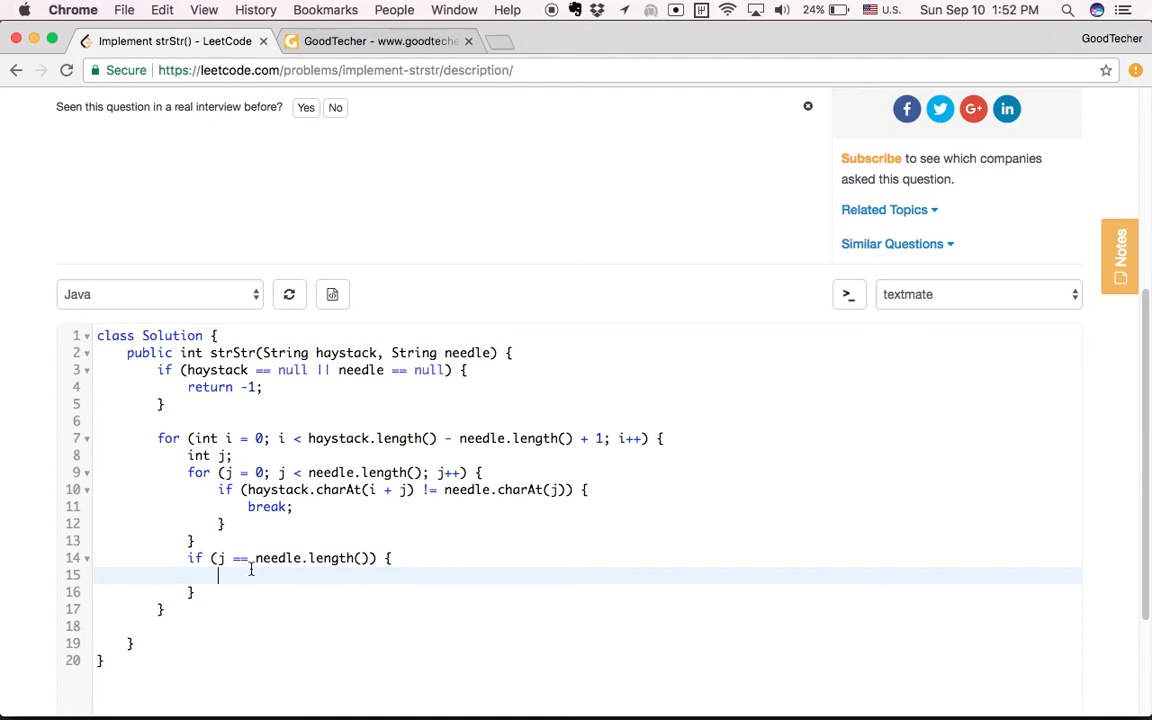 Chrome File Edit View History Bookmarks People Window Help 24% U.S. Sun Sep 10 1:52 PM
Implement strStr() - LeetCode GoodTecher - www.goodteche GoodTecher
Secure https://leetcode.com/problems/implement-strstr/description/
Seen this question in a real interview before? Yes No
Subscribe to see which companies
asked this question.
Related Topics
Similar Questions
Notes
Java >_ textmate
1 class Solution {
2 public int strStr(String haystack, String needle) {
3 if (haystack == null || needle == null) {
4 return -1;
5 }
6
7 for (int i = 0; i < haystack.length() - needle.length() + 1; i++) {
8 int j;
9 for (j = 0; j < needle.length(); j++) {
10 if (haystack.charAt(i + j) != needle.charAt(j)) {
11 break;
12 }
13 }
14 if (j == needle.length()) {
15
16 }
17 }
18
19 }
20 }